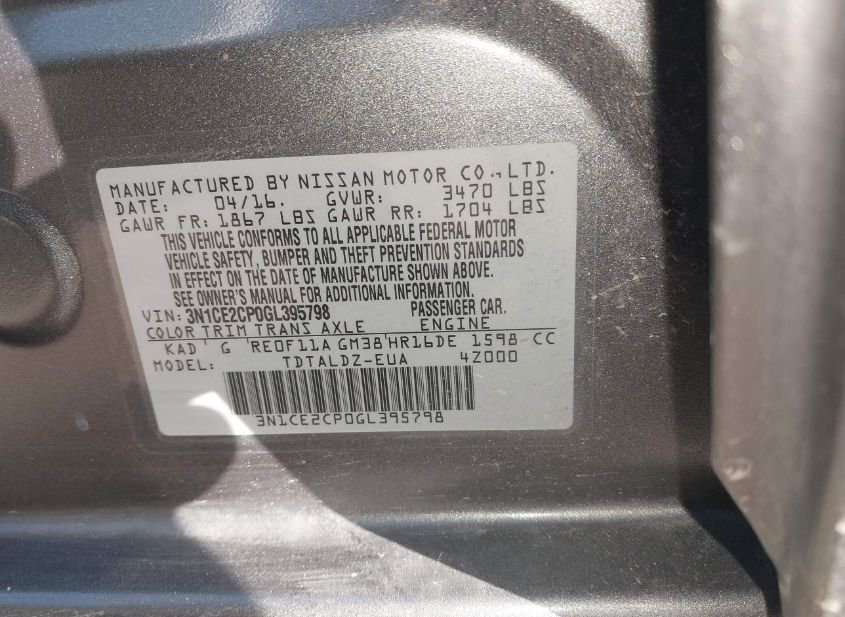 MANUFACTURED BY NISSAN MOTOR CO., LTD.
DATE: 04/16. GVWR: 3470 LBS
GAWR FR: 1867 LBS GAWR RR: 1704 LBS
THIS VEHICLE CONFORMS TO ALL APPLICABLE FEDERAL MOTOR
VEHICLE SAFETY, BUMPER AND THEFT PREVENTION STANDARDS
IN EFFECT ON THE DATE OF MANUFACTURE SHOWN ABOVE.
SEE OWNER'S MANUAL FOR ADDITIONAL INFORMATION.
VIN: 3N1CE2CP0GL395798 PASSENGER CAR.
COLOR TRIM TRANS AXLE ENGINE
KAD G RE0F11A GM38 HR16DE 1598 CC
MODEL: TDTALDZ-EUA 4Z000
3N1CE2CP0GL395798